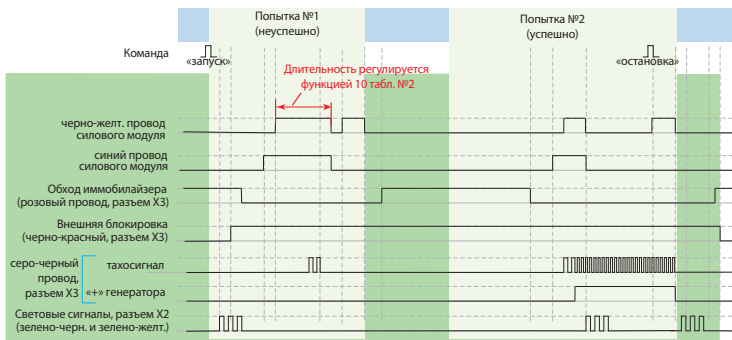 Попытка №1
(неуспешно)
Попытка №2
(успешно)
Команда
«запуск»
«остановка»
Длительность регулируется
функцией 10 табл. №2
черно-желт. провод
силового модуля
синий провод
силового модуля
Обход иммобилайзера
(розовый провод, разъем X3)
Внешняя блокировка
(черно-красный, разъем X3)
серо-черный
провод,
разъем X3
тахосигнал
«+» генератора
Световые сигналы, разъем X2
(зелено-черн. и зелено-желт.)